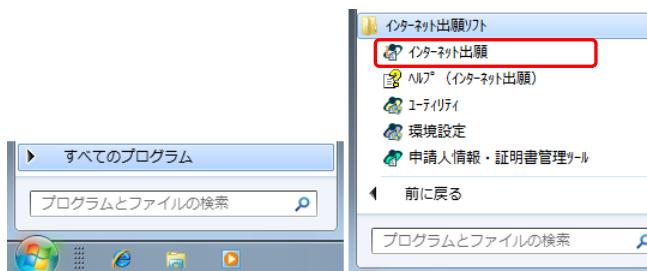 すべてのプログラム
プログラムとファイルの検索
インターネット出願ソフト
インターネット出願
ヘルプ (インターネット出願)
ユーティリティ
環境設定
申請人情報・証明書管理ツール
前に戻る
プログラムとファイルの検索